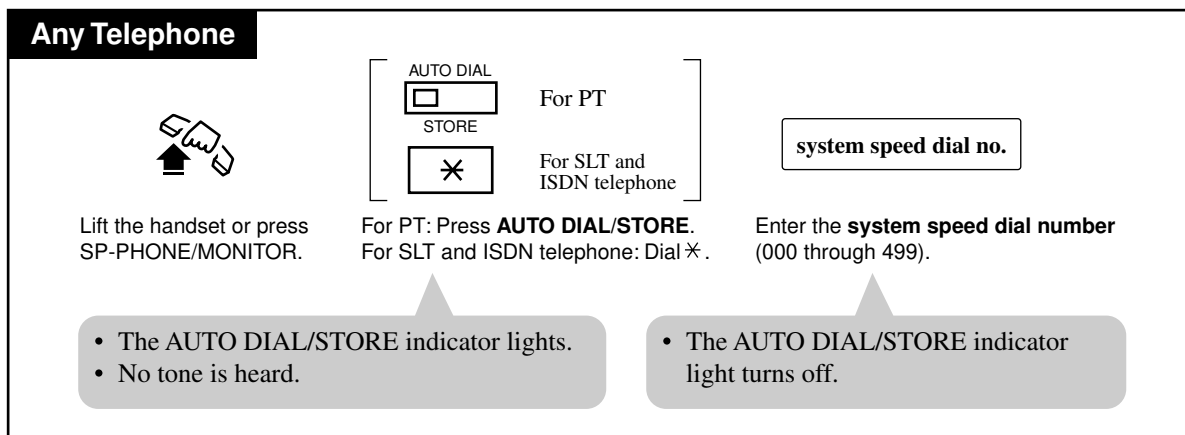 Any Telephone
AUTO DIAL
For PT
STORE
For SLT and
ISDN telephone
system speed dial no.
Lift the handset or press
SP-PHONE/MONITOR.
For PT: Press AUTO DIAL/STORE.
For SLT and ISDN telephone: Dial ✳.
Enter the system speed dial number
(000 through 499).
• The AUTO DIAL/STORE indicator lights.
• No tone is heard.
• The AUTO DIAL/STORE indicator
light turns off.